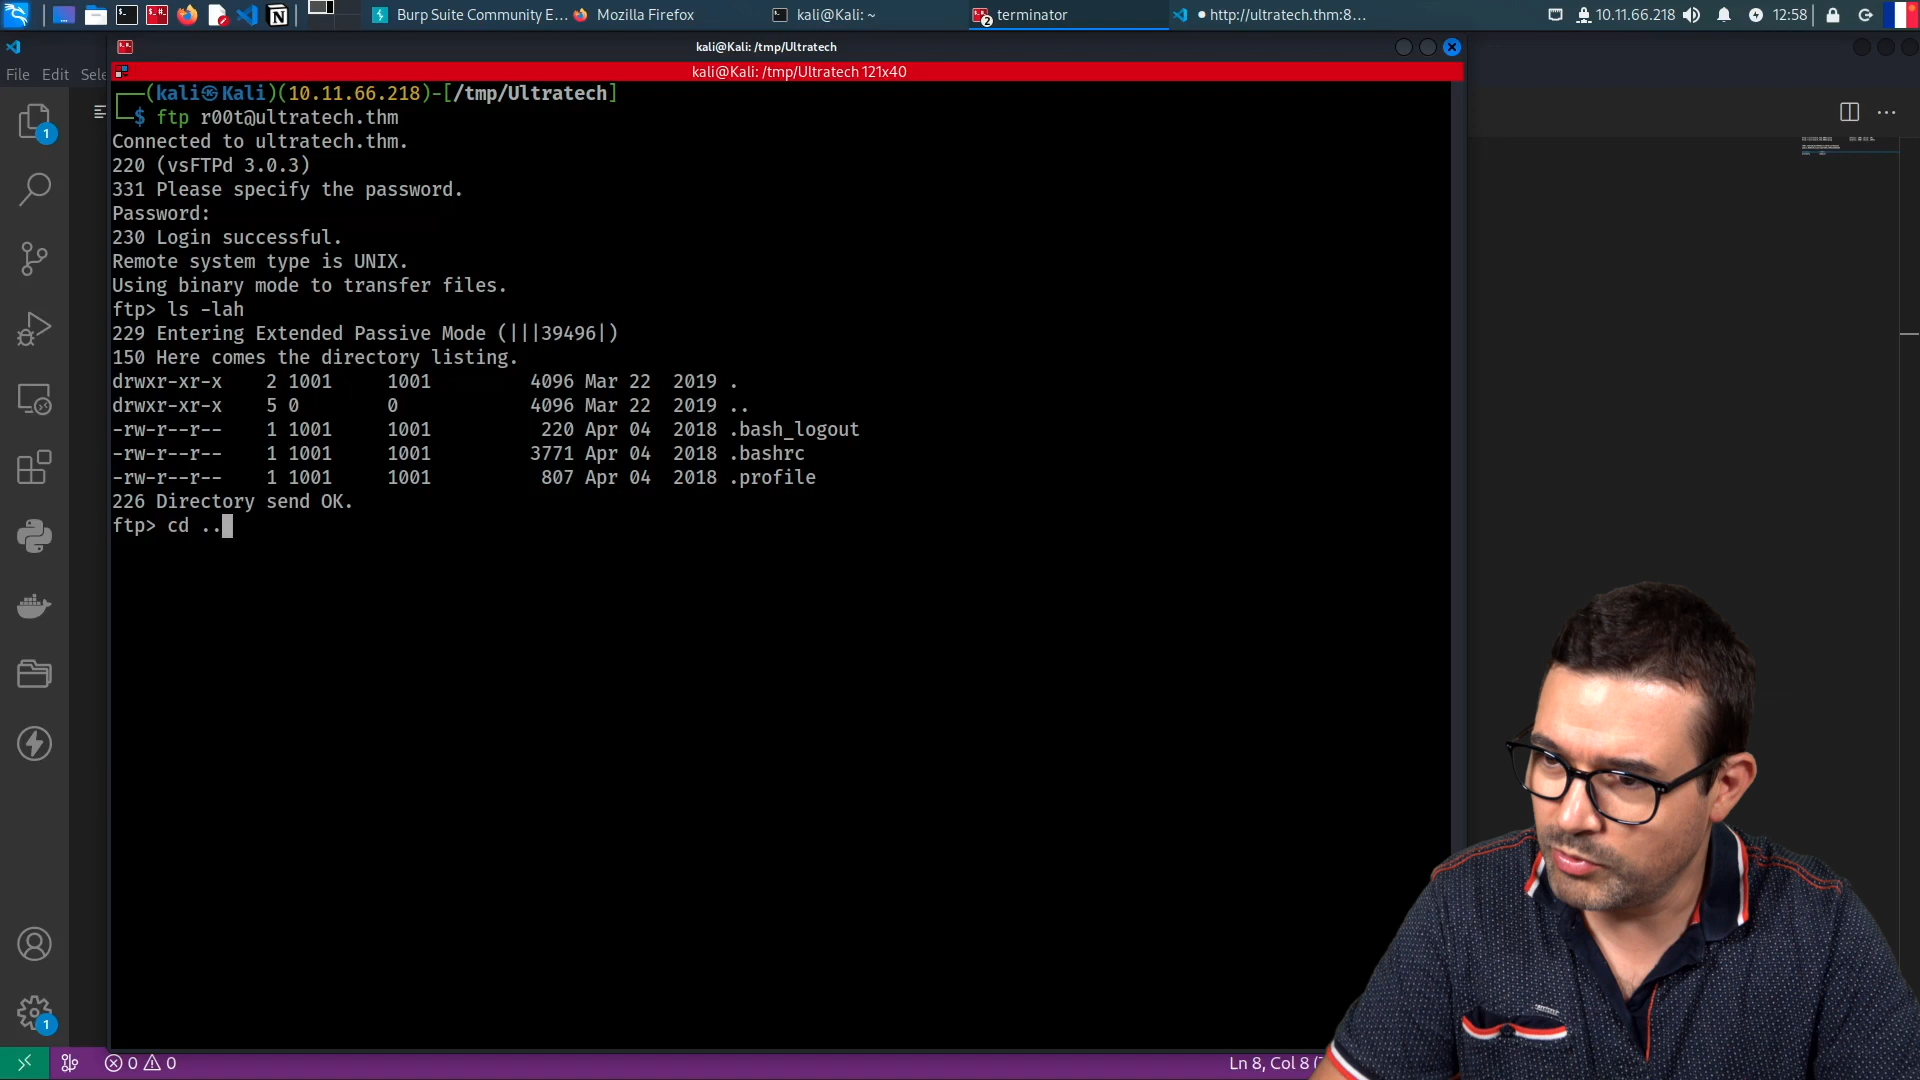 Burp Suite Community E...
Mozilla Firefox
kali@Kali: ~
2
terminator
http://ultratech.thm:8...
10.11.66.218
12:58
kali@Kali: /tmp/Ultratech
File Edit Sele
kali@Kali: /tmp/Ultratech 121x40
┌──(kali㉿Kali)(10.11.66.218)-[/tmp/Ultratech]
└─$ ftp r00t@ultratech.thm
Connected to ultratech.thm.
220 (vsFTPd 3.0.3)
331 Please specify the password.
Password:
230 Login successful.
Remote system type is UNIX.
Using binary mode to transfer files.
ftp> ls -lah
229 Entering Extended Passive Mode (|||39496|)
150 Here comes the directory listing.
drwxr-xr-x    2 1001     1001         4096 Mar 22  2019 .
drwxr-xr-x    5 0        0            4096 Mar 22  2019 ..
-rw-r--r--    1 1001     1001          220 Apr 04  2018 .bash_logout
-rw-r--r--    1 1001     1001         3771 Apr 04  2018 .bashrc
-rw-r--r--    1 1001     1001          807 Apr 04  2018 .profile
226 Directory send OK.
ftp> cd ..
1
1
0 0
Ln 8, Col 8 (